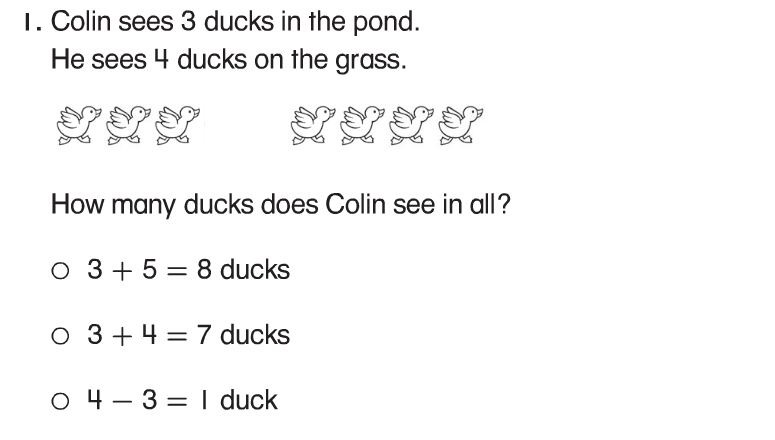 1. Colin sees 3 ducks in the pond.
He sees 4 ducks on the grass.
How many ducks does Colin see in all?
3 + 5 = 8 ducks
3 + 4 = 7 ducks
4 − 3 = 1 duck